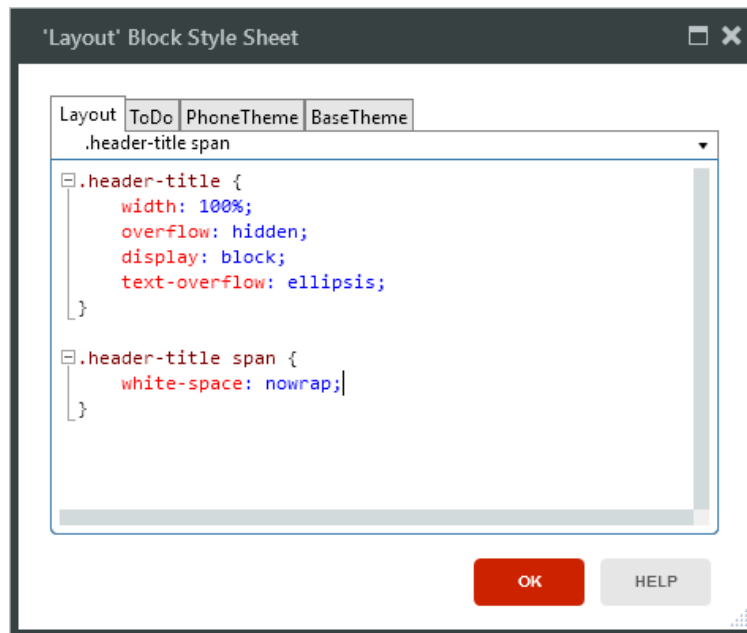 'Layout' Block Style Sheet
Layout ToDo PhoneTheme BaseTheme
.header-title span
.header-title {
    width: 100%;
    overflow: hidden;
    display: block;
    text-overflow: ellipsis;
}
.header-title span {
    white-space: nowrap;
}
OK HELP